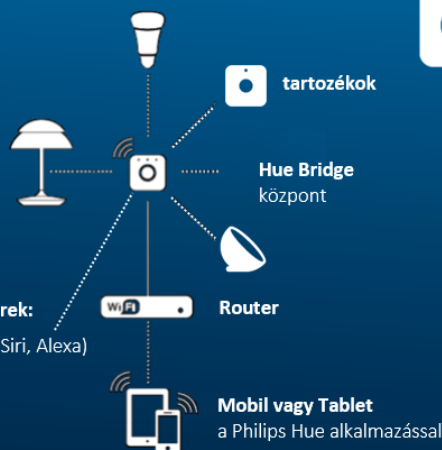 tartozékok
Hue Bridge
központ
WiFi
Router
rek:
Siri, Alexa)
Mobil vagy Tablet
a Philips Hue alkalmazással